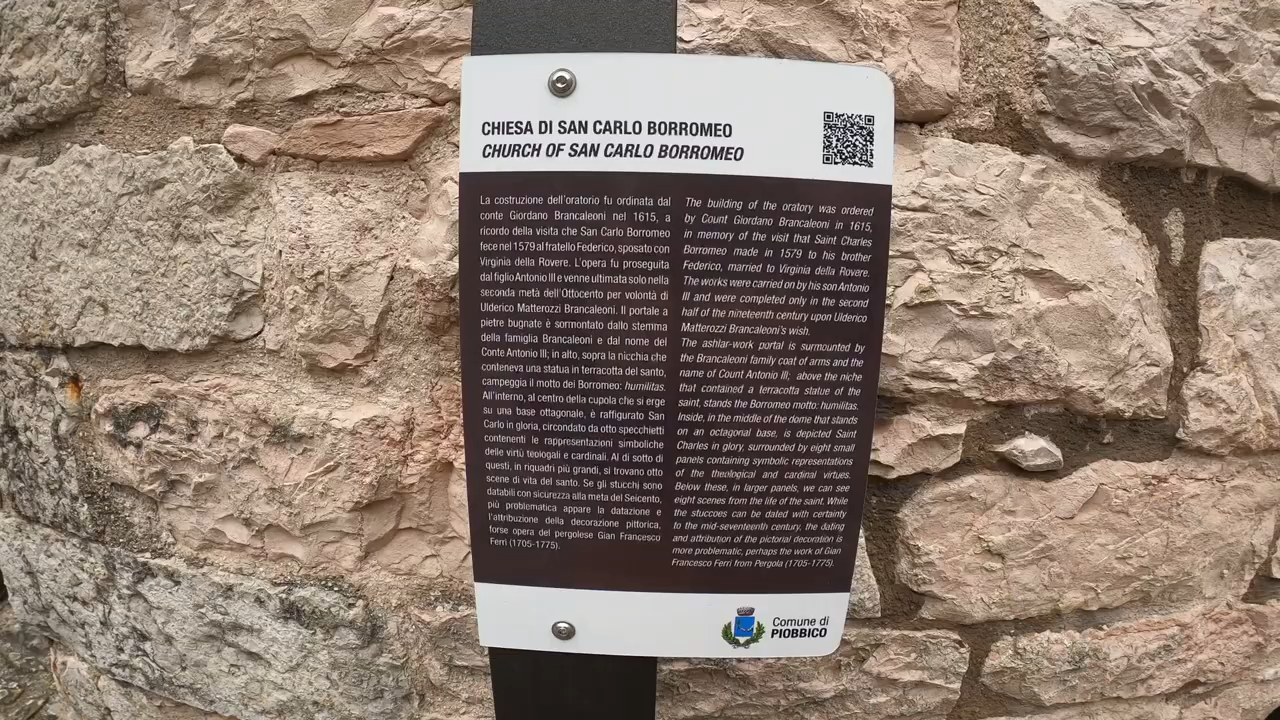 CHIESA DI SAN CARLO BORROMEO
CHURCH OF SAN CARLO BORROMEO
La costruzione dell'oratorio fu ordinata dal
conte Giordano Brancaleoni nel 1615, a
ricordo della visita che San Carlo Borromeo
fece nel 1579 al fratello Federico, sposato con
Virginia della Rovere. L'opera fu proseguita
dal figlio Antonio III e venne ultimata solo nella
seconda metà dell'Ottocento per volontà di
Ulderico Matterozzi Brancaleoni. Il portale a
pietre bugnate è sormontato dallo stemma
della famiglia Brancaleoni e dal nome del
Conte Antonio III; in alto, sopra la nicchia che
conteneva una statua in terracotta del santo,
campeggia il motto dei Borromeo: humilitas.
All'interno, al centro della cupola che si erge
su una base ottagonale, è raffigurato San
Carlo in gloria, circondato da otto specchietti
contenenti le rappresentazioni simboliche
delle virtù teologali e cardinali. Al di sotto di
questi, in riquadri più grandi, si trovano otto
scene di vita del santo. Se gli stucchi sono
databili con sicurezza alla meta del Seicento,
più problematica appare la datazione e
l'attribuzione della decorazione pittorica,
forse opera del pergolese Gian Francesco
Ferri (1705-1775).
The building of the oratory was ordered
by Count Giordano Brancaleoni in 1615,
in memory of the visit that Saint Charles
Borromeo made in 1579 to his brother
Federico, married to Virginia della Rovere.
The works were carried on by his son Antonio
III and were completed only in the second
half of the nineteenth century upon Ulderico
Matterozzi Brancaleoni's wish.
The ashlar-work portal is surmounted by
the Brancaleoni family coat of arms and the
name of Count Antonio III; above the niche
that contained a terracotta statue of the
saint, stands the Borromeo motto: humilitas.
Inside, in the middle of the dome that stands
on an octagonal base, is depicted Saint
Charles in glory, surrounded by eight small
panels containing symbolic representations
of the theological and cardinal virtues.
Below these, in larger panels, we can see
eight scenes from the life of the saint. While
the stuccoes can be dated with certainty
to the mid-seventeenth century, the dating
and attribution of the pictorial decoration is
more problematic, perhaps the work of Gian
Francesco Ferri from Pergola (1705-1775).
Comune di
PIOBBICO